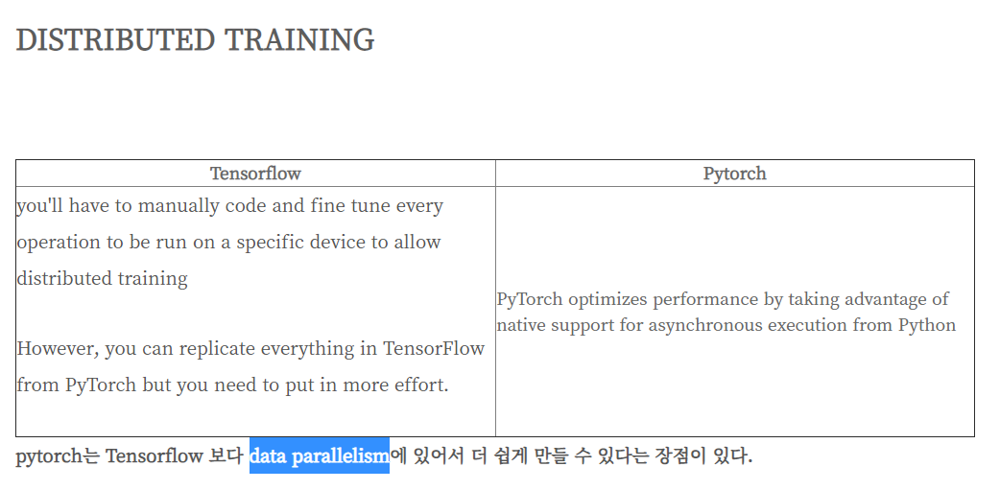 DISTRIBUTED TRAINING
Tensorflow
Pytorch
you'll have to manually code and fine tune every
operation to be run on a specific device to allow
distributed training
However, you can replicate everything in TensorFlow
from PyTorch but you need to put in more effort.
PyTorch optimizes performance by taking advantage of
native support for asynchronous execution from Python
pytorch는 Tensorflow 보다 data parallelism에 있어서 더 쉽게 만들 수 있다는 장점이 있다.